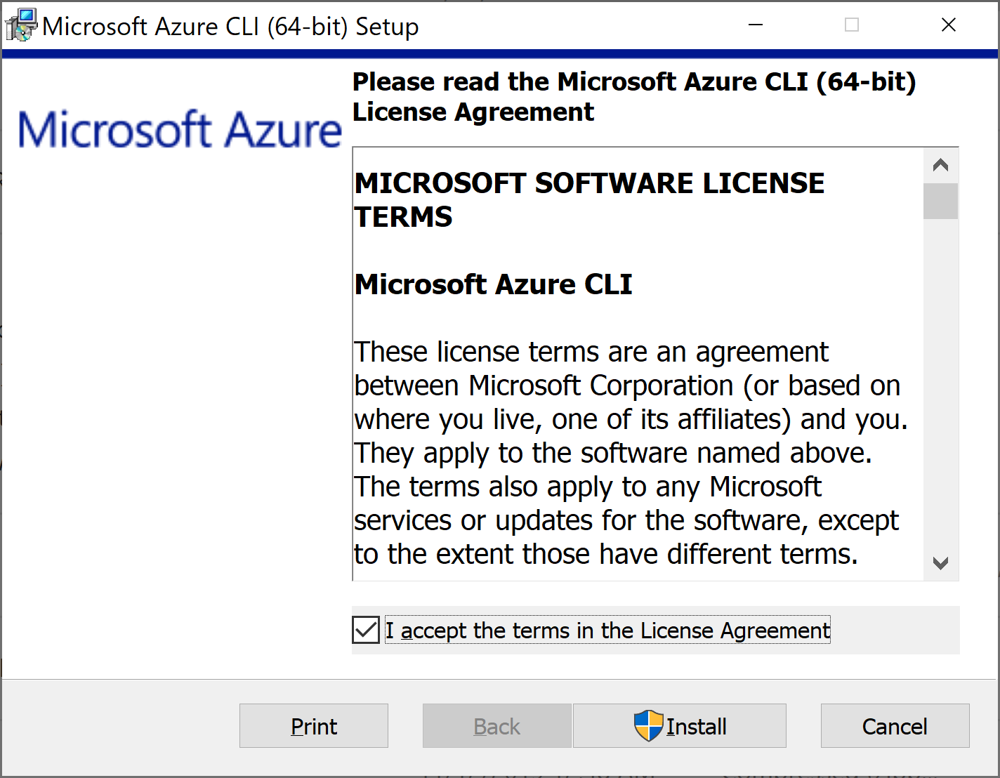 Microsoft Azure CLI (64-bit) Setup
Microsoft Azure
Please read the Microsoft Azure CLI (64-bit)
License Agreement
MICROSOFT SOFTWARE LICENSE
TERMS
Microsoft Azure CLI
These license terms are an agreement
between Microsoft Corporation (or based on
where you live, one of its affiliates) and you.
They apply to the software named above.
The terms also apply to any Microsoft
services or updates for the software, except
to the extent those have different terms.
I accept the terms in the License Agreement
Print
Back
Install
Cancel